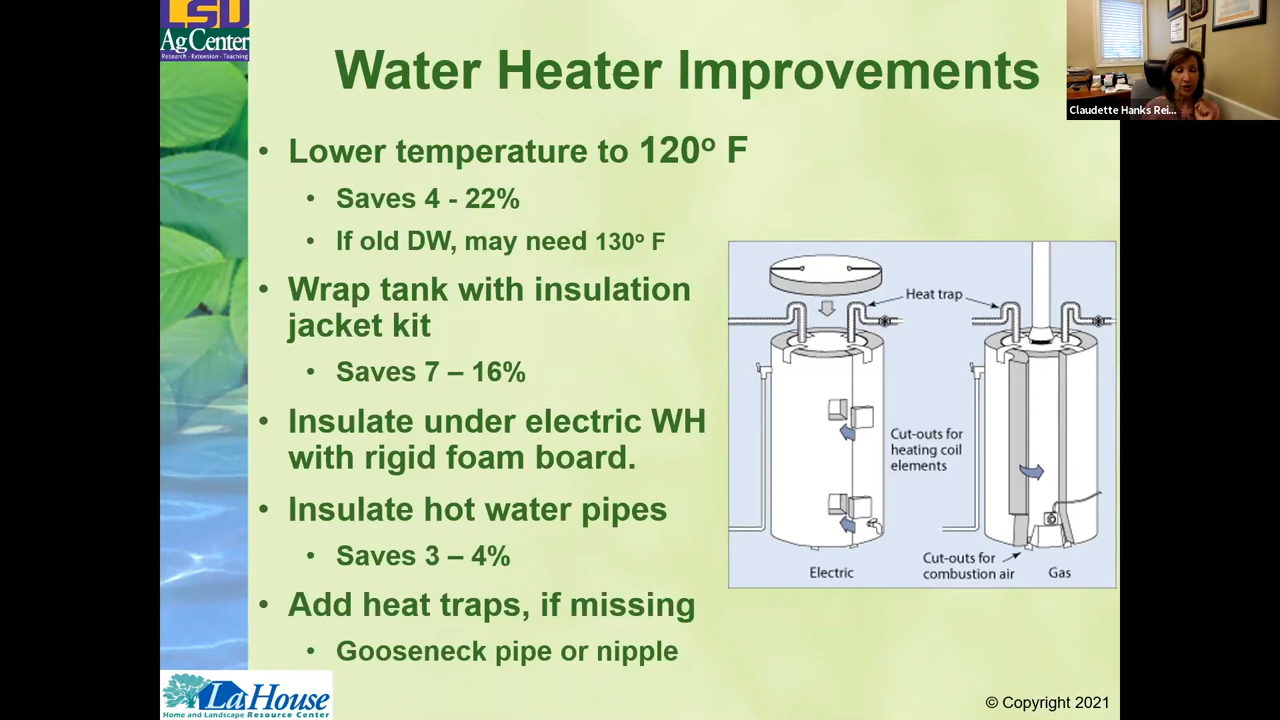 LSU
AgCenter
Research · Extension · Teaching
Water Heater Improvements
Claudette Hanks Rei...
• Lower temperature to 120º F
• Saves 4 - 22%
• If old DW, may need 130º F
• Wrap tank with insulation
jacket kit
• Saves 7 – 16%
• Insulate under electric WH
with rigid foam board.
• Insulate hot water pipes
• Saves 3 – 4%
• Add heat traps, if missing
• Gooseneck pipe or nipple
Heat trap
Cut-outs for
heating coil
elements
Cut-outs for
combustion air
Electric
Gas
LaHouse
Home and Landscape Resource Center
© Copyright 2021